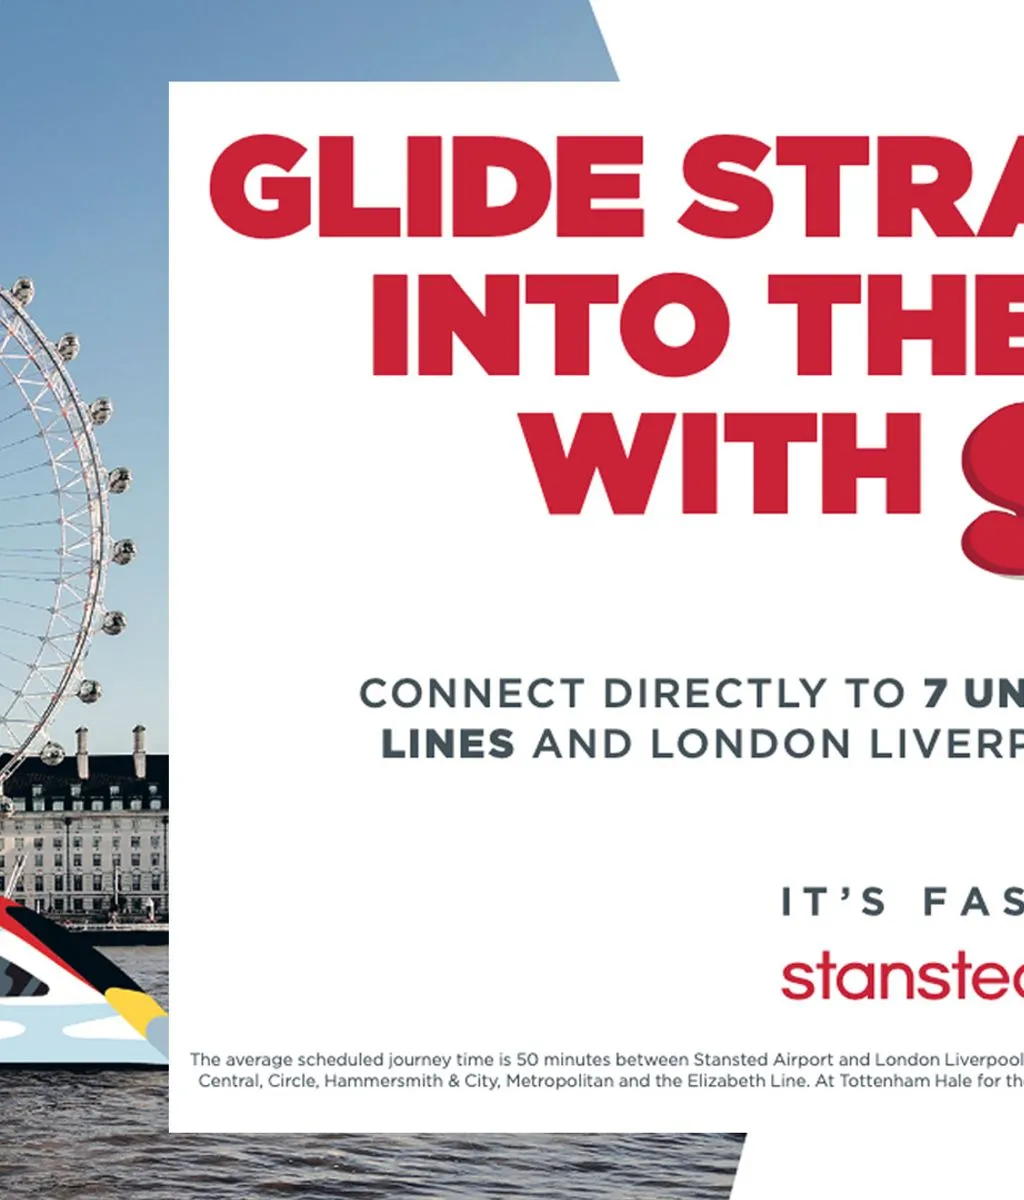 GLIDE STRA
INTO THE
WITH S
CONNECT DIRECTLY TO 7 UN
LINES AND LONDON LIVERP
IT'S FAS
stansted
The average scheduled journey time is 50 minutes between Stansted Airport and London Liverpool
Central, Circle, Hammersmith & City, Metropolitan and the Elizabeth Line. At Tottenham Hale for the